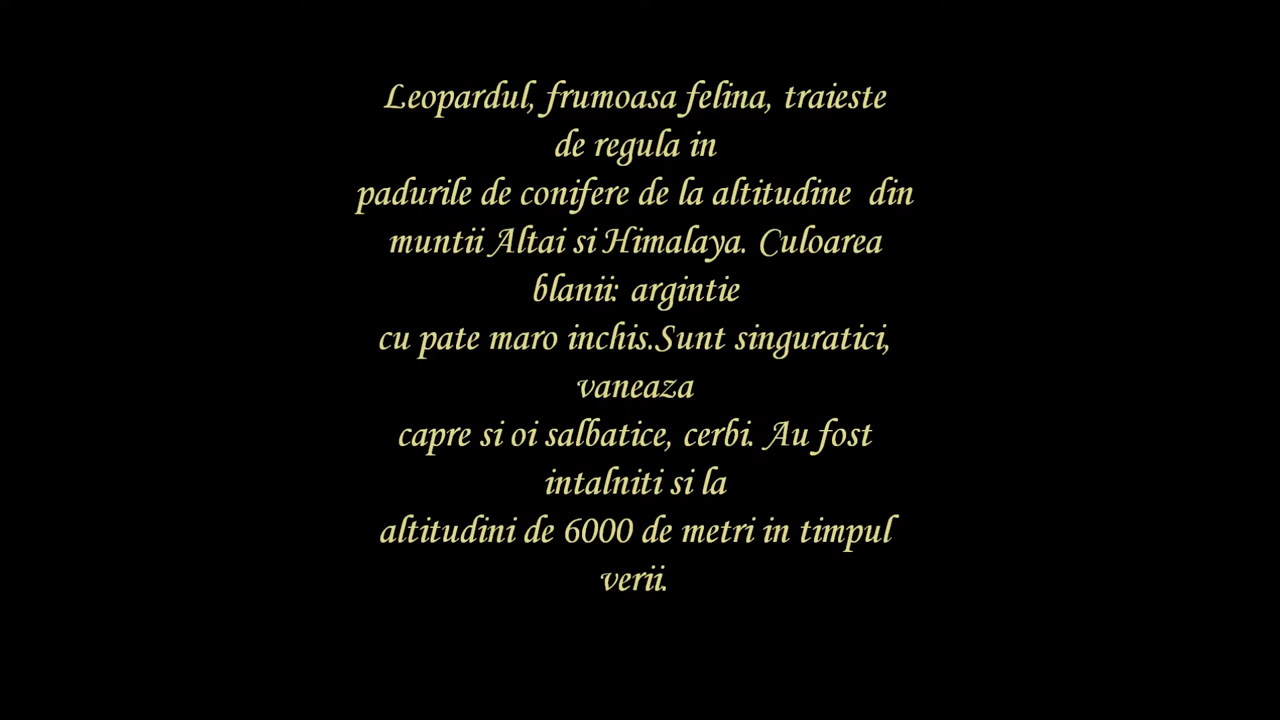 Leopardul, frumoasa felina, traieste
de regula in
padurile de conifere de la altitudine  din
muntii Altai si Himalaya. Culoarea
blanii: argintie
cu pate maro inchis.Sunt singuratici,
vaneaza
capre si oi salbatice, cerbi. Au fost
intalniti si la
altitudini de 6000 de metri in timpul
verii.